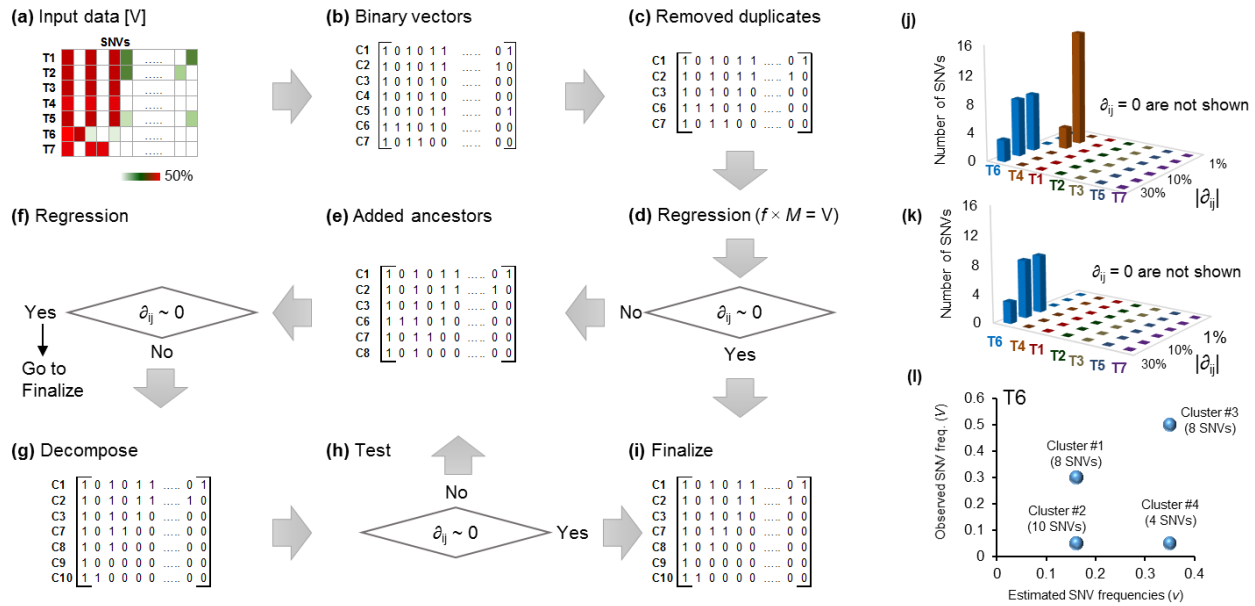 (a) Input data [V]
SNVs
T1
T2
T3
T4
T5
T6
T7
.....
.....
.....
.....
.....
.....
.....
50%
(b) Binary vectors
C1 1 0 1 0 1 1 ..... 0 1
C2 1 0 1 0 1 1 ..... 1 0
C3 1 0 1 0 1 0 ..... 0 0
C4 1 0 1 0 1 0 ..... 0 0
C5 1 0 1 0 1 1 ..... 0 1
C6 1 1 1 0 1 0 ..... 0 0
C7 1 0 1 1 0 0 ..... 0 0
(c) Removed duplicates
C1 1 0 1 0 1 1 ..... 0 1
C2 1 0 1 0 1 1 ..... 1 0
C3 1 0 1 0 1 0 ..... 0 0
C6 1 1 1 0 1 0 ..... 0 0
C7 1 0 1 1 0 0 ..... 0 0
(d) Regression (f × M = V)
∂ij ~ 0
No
Yes
(e) Added ancestors
C1 1 0 1 0 1 1 ..... 0 1
C2 1 0 1 0 1 1 ..... 1 0
C3 1 0 1 0 1 0 ..... 0 0
C6 1 1 1 0 1 0 ..... 0 0
C7 1 0 1 1 0 0 ..... 0 0
C8 1 0 1 0 0 0 ..... 0 0
(f) Regression
Yes
∂ij ~ 0
No
Go to
Finalize
(g) Decompose
C1 1 0 1 0 1 1 ..... 0 1
C2 1 0 1 0 1 1 ..... 1 0
C3 1 0 1 0 1 0 ..... 0 0
C7 1 0 1 1 0 0 ..... 0 0
C8 1 0 1 0 0 0 ..... 0 0
C9 1 0 0 0 0 0 ..... 0 0
C10 1 1 0 0 0 0 ..... 0 0
(h) Test
No
∂ij ~ 0
Yes
(i) Finalize
C1 1 0 1 0 1 1 ..... 0 1
C2 1 0 1 0 1 1 ..... 1 0
C3 1 0 1 0 1 0 ..... 0 0
C7 1 0 1 1 0 0 ..... 0 0
C8 1 0 1 0 0 0 ..... 0 0
C9 1 0 0 0 0 0 ..... 0 0
C10 1 1 0 0 0 0 ..... 0 0
(j)
Number of SNVs
16
12
8
4
0
∂ij = 0 are not shown
T6
T4
T1
T2
T3
T5
T7
30%
10%
1%
|∂ij|
(k)
Number of SNVs
16
12
8
4
0
∂ij = 0 are not shown
T6
T4
T1
T2
T3
T5
T7
30%
10%
1%
|∂ij|
(l)
T6
Observed SNV freq. (V)
0.6
0.5
0.4
0.3
0.2
0.1
0
Cluster #3
(8 SNVs)
Cluster #1
(8 SNVs)
Cluster #2
(10 SNVs)
Cluster #4
(4 SNVs)
0
0.1
0.2
0.3
0.4
Estimated SNV frequencies (v)